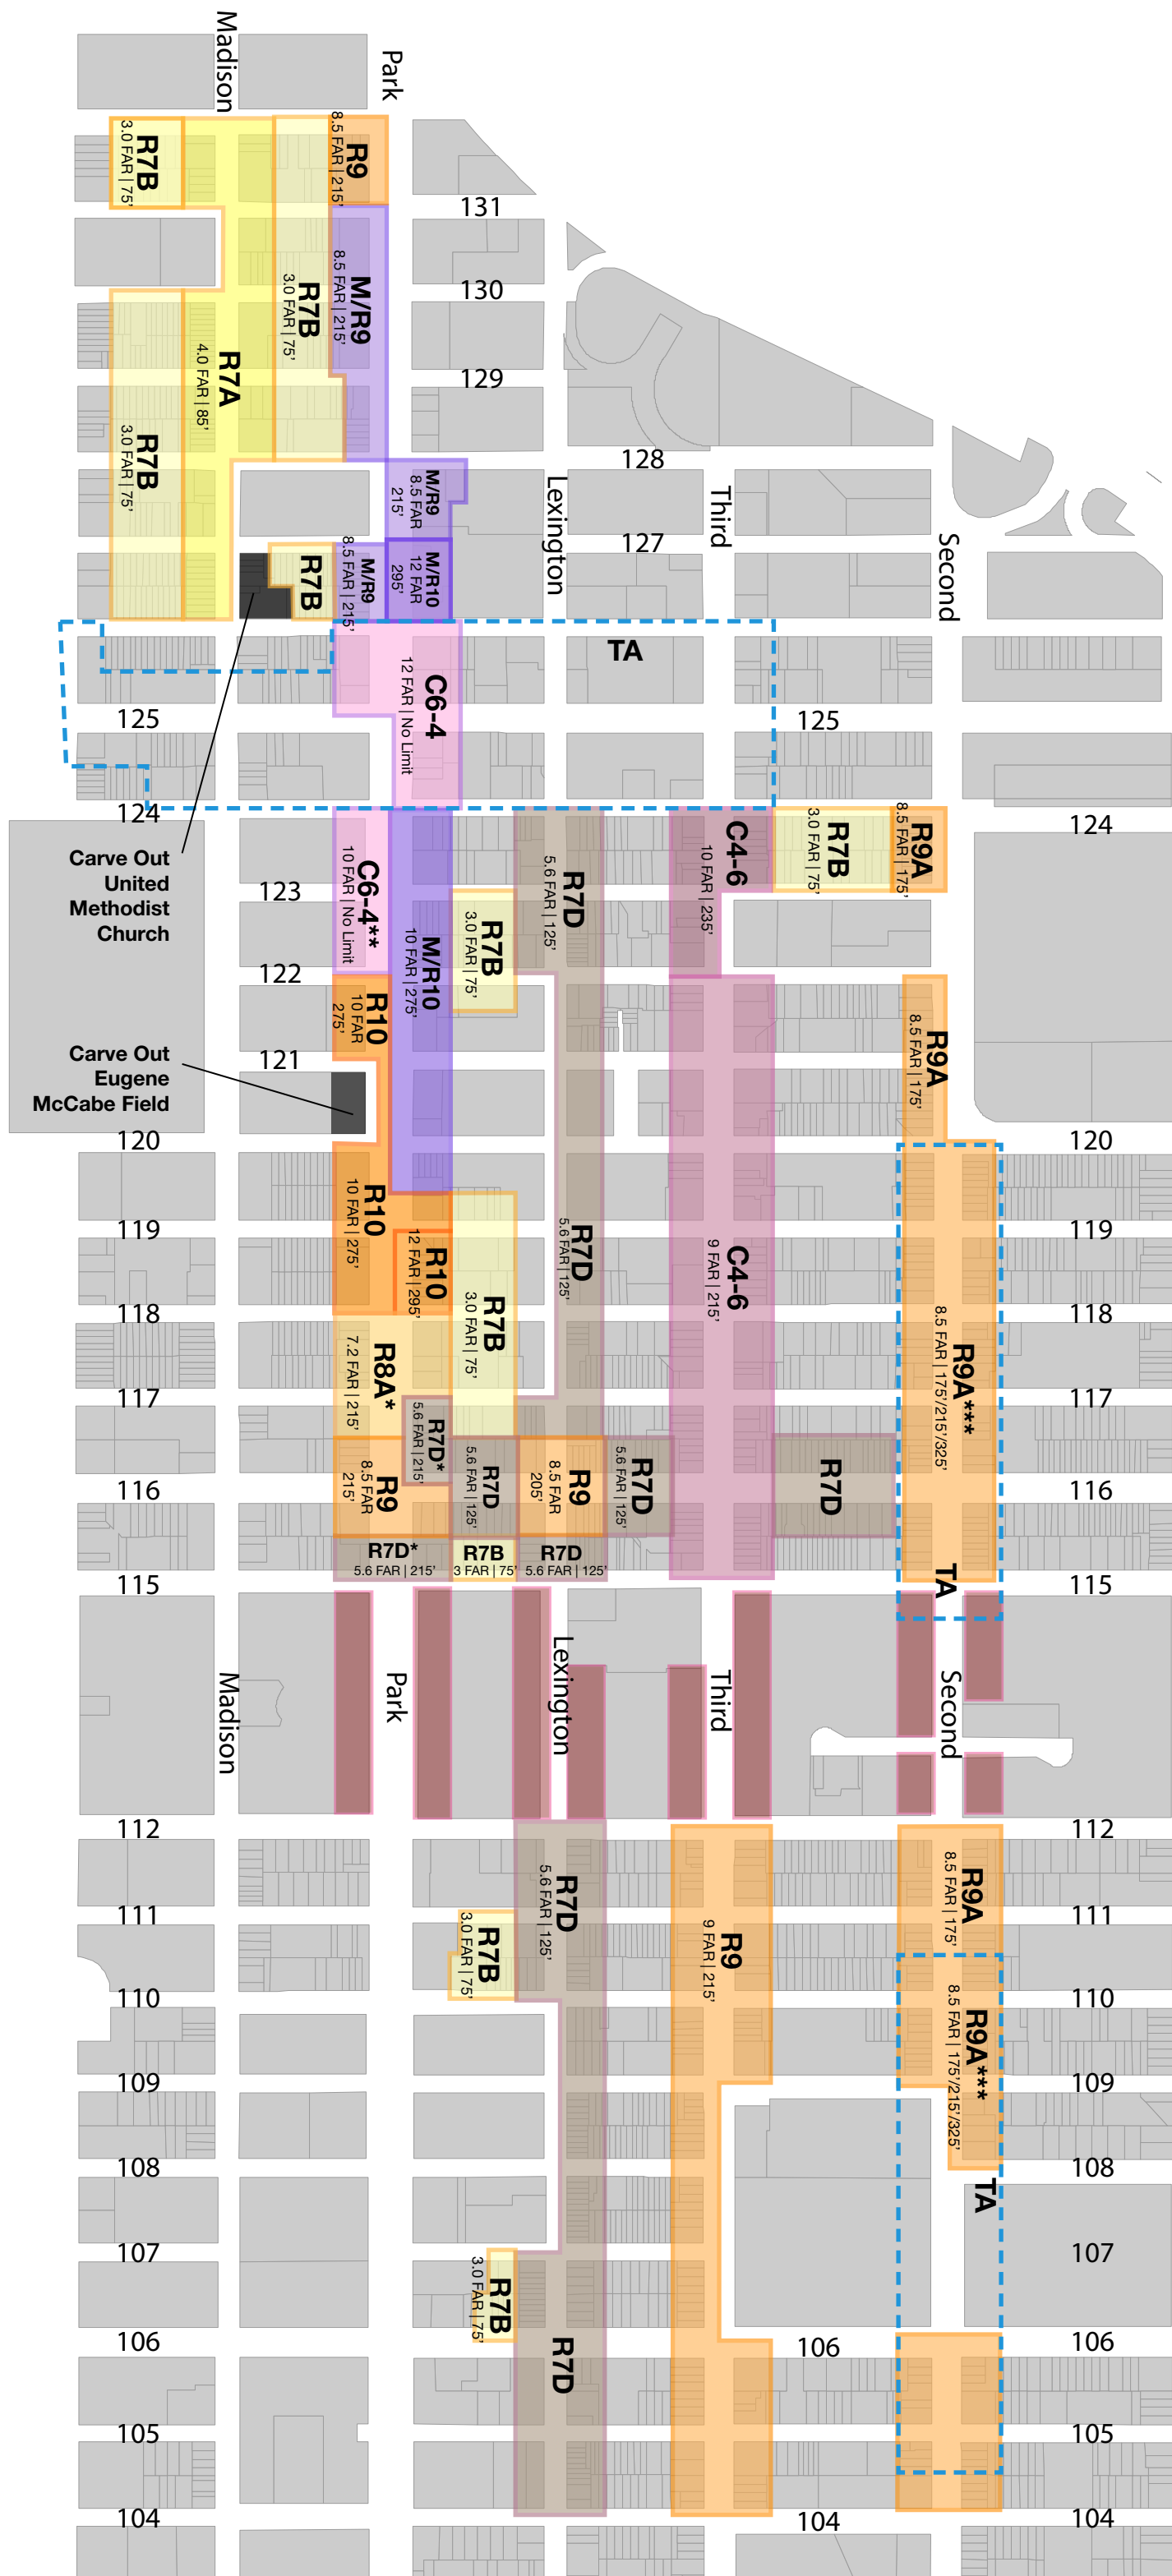 Madison
Park
R7B
3.0 FAR | 75'
R9
8.5 FAR | 215'
131
M/R9
8.5 FAR | 215'
R7B
3.0 FAR | 75'
130
R7A
4.0 FAR | 85'
129
R7B
3.0 FAR | 75'
128
M/R9
8.5 FAR
215'
Lexington
Third
Second
127
R7B
M/R9
8.5 FAR | 215'
M/R10
12 FAR
295'
TA
C6-4
12 FAR | No Limit
125
125
124
124
Carve Out
United
Methodist
Church
C6-4**
10 FAR | No Limit
M/R10
10 FAR | 275'
R7B
3.0 FAR | 75'
R7D
5.6 FAR | 125'
C4-6
10 FAR | 235'
R7B
3.0 FAR | 75'
R9A
8.5 FAR | 175'
123
122
R10
10 FAR
275'
R9A
8.5 FAR | 175'
121
Carve Out
Eugene
McCabe Field
120
120
R10
10 FAR | 275'
R10
12 FAR | 295'
R7D
5.6 FAR | 125'
C4-6
9 FAR | 215'
119
119
118
118
R7B
3.0 FAR | 75'
R8A*
7.2 FAR | 215'
R9A***
8.5 FAR | 175'/215'/325'
117
117
R7D*
5.6 FAR | 215'
R9
8.5 FAR
215'
R7D
5.6 FAR | 125'
R9
8.5 FAR
205'
R7D
5.6 FAR | 125'
R7D
116
116
R7D*
5.6 FAR | 215'
R7B
3 FAR | 75'
R7D
5.6 FAR | 125'
TA
115
115
Madison
Park
Lexington
Third
Second
112
112
R7D
5.6 FAR | 125'
R9A
8.5 FAR | 175'
111
111
R7B
3.0 FAR | 75'
R9
9 FAR | 215'
110
110
R9A***
8.5 FAR | 175'/215'/325'
109
109
108
108
TA
107
107
R7B
3.0 FAR | 75'
106
106
106
R7D
105
105
104
104
104